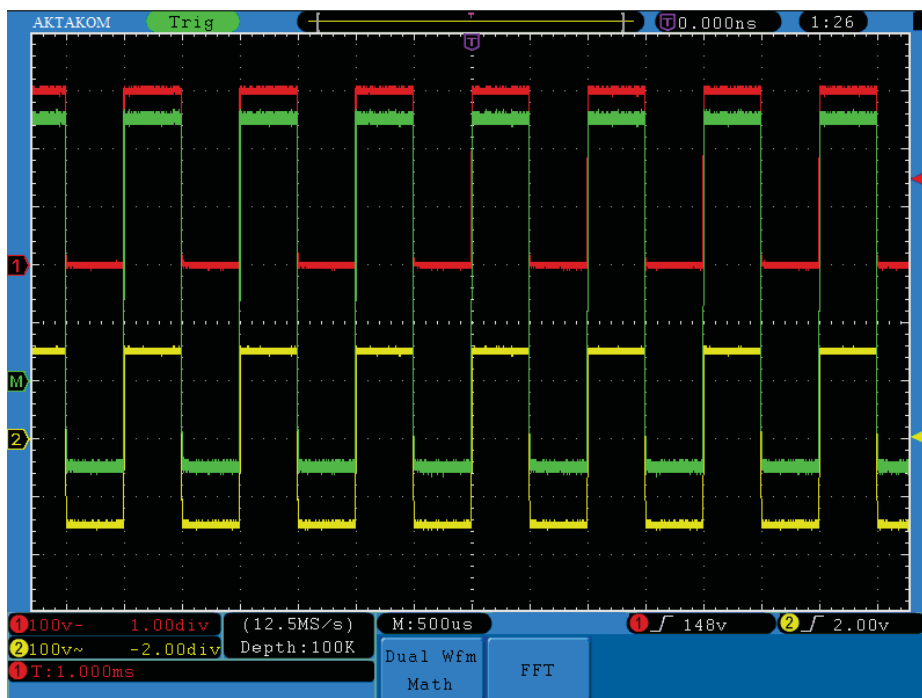 AKTAKOM Trig T T 0.000ns 1:26
T
1
M
2
1 100v- 1.00div (12.5MS/s) M:500us 1 148v 2 2.00v
2 100v~ -2.00div Depth:100K
1 T:1.000ms Dual Wfm FFT
Math